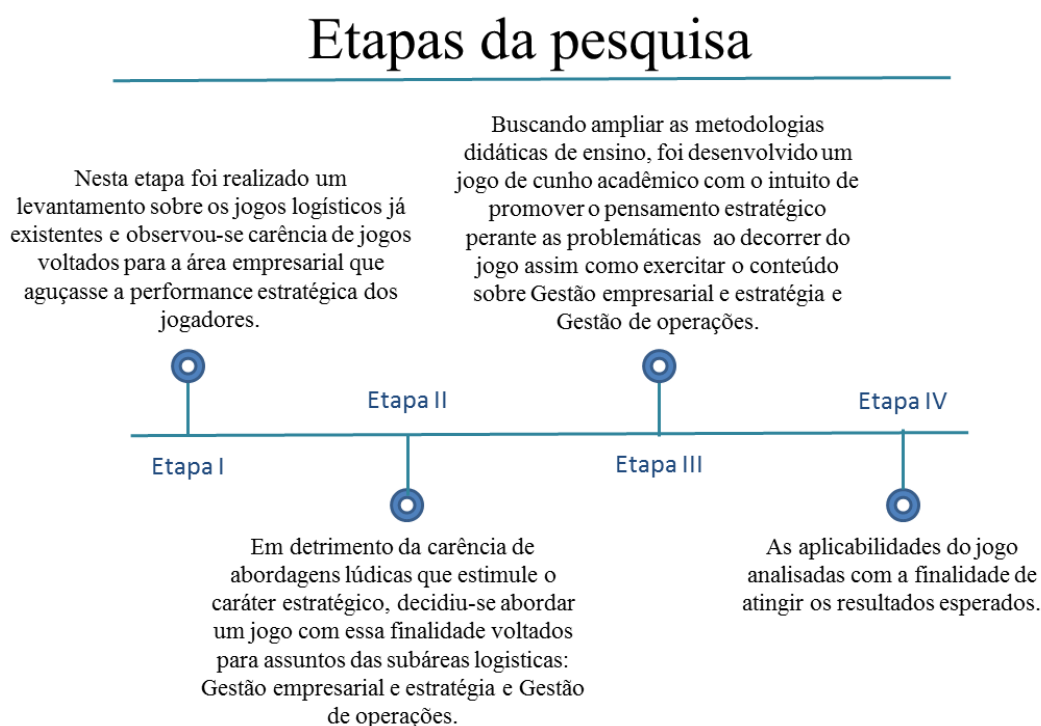 Etapas da pesquisa
Nesta etapa foi realizado um
levantamento sobre os jogos logísticos já
existentes e observou-se carência de jogos
voltados para a área empresarial que
aguçasse a performance estratégica dos
jogadores.
Etapa I
Etapa II
Em detrimento da carência de
abordagens lúdicas que estimule o
caráter estratégico, decidiu-se abordar
um jogo com essa finalidade voltados
para assuntos das subáreas logisticas:
Gestão empresarial e estratégia e Gestão
de operações.
Buscando ampliar as metodologias
didáticas de ensino, foi desenvolvido um
jogo de cunho acadêmico com o intuito de
promover o pensamento estratégico
perante as problemáticas ao decorrer do
jogo assim como exercitar o conteúdo
sobre Gestão empresarial e estratégia e
Gestão de operações.
Etapa III
Etapa IV
As aplicabilidades do jogo
analisadas com a finalidade de
atingir os resultados esperados.